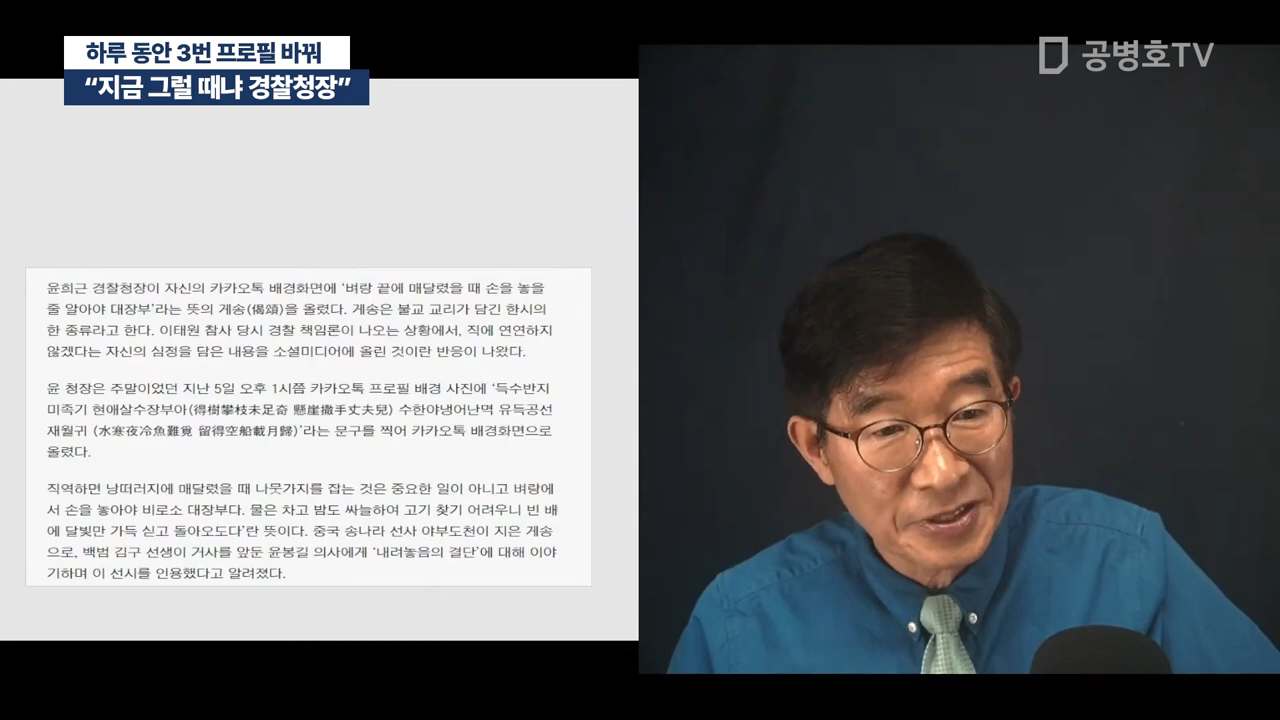 하루 동안 3번 프로필 바꿔
“지금 그럴 때냐 경찰청장”
공병호TV
윤희근 경찰청장이 자신의 카카오톡 배경화면에 ‘벼랑 끝에 매달렸을 때 손을 놓을
줄 알아야 대장부’라는 뜻의 게송(偈頌)을 올렸다. 게송은 불교 교리가 담긴 한시의
한 종류라고 한다. 이태원 참사 당시 경찰 책임론이 나오는 상황에서, 직에 연연하지
않겠다는 자신의 심정을 담은 내용을 소셜미디어에 올린 것이란 반응이 나왔다.
윤 청장은 주말이었던 지난 5일 오후 1시쯤 카카오톡 프로필 배경 사진에 ‘득수반지
미족기 현애살수장부아(得樹攀枝未足奇 懸崖撒手丈夫兒) 수한야냉어난멱 유득공선
재월귀 (水寒夜冷魚難覓 留得空船載月歸)’라는 문구를 찍어 카카오톡 배경화면으로
올렸다.
직역하면 낭떠러지에 매달렸을 때 나뭇가지를 잡는 것은 중요한 일이 아니고 벼랑에
서 손을 놓아야 비로소 대장부다. 물은 차고 밤도 싸늘하여 고기 찾기 어려우니 빈 배
에 달빛만 가득 싣고 돌아오도다’란 뜻이다. 중국 송나라 선사 야부도천이 지은 게송
으로, 백범 김구 선생이 거사를 앞둔 윤봉길 의사에게 ‘내려놓음의 결단’에 대해 이야
기하며 이 선시를 인용했다고 알려졌다.